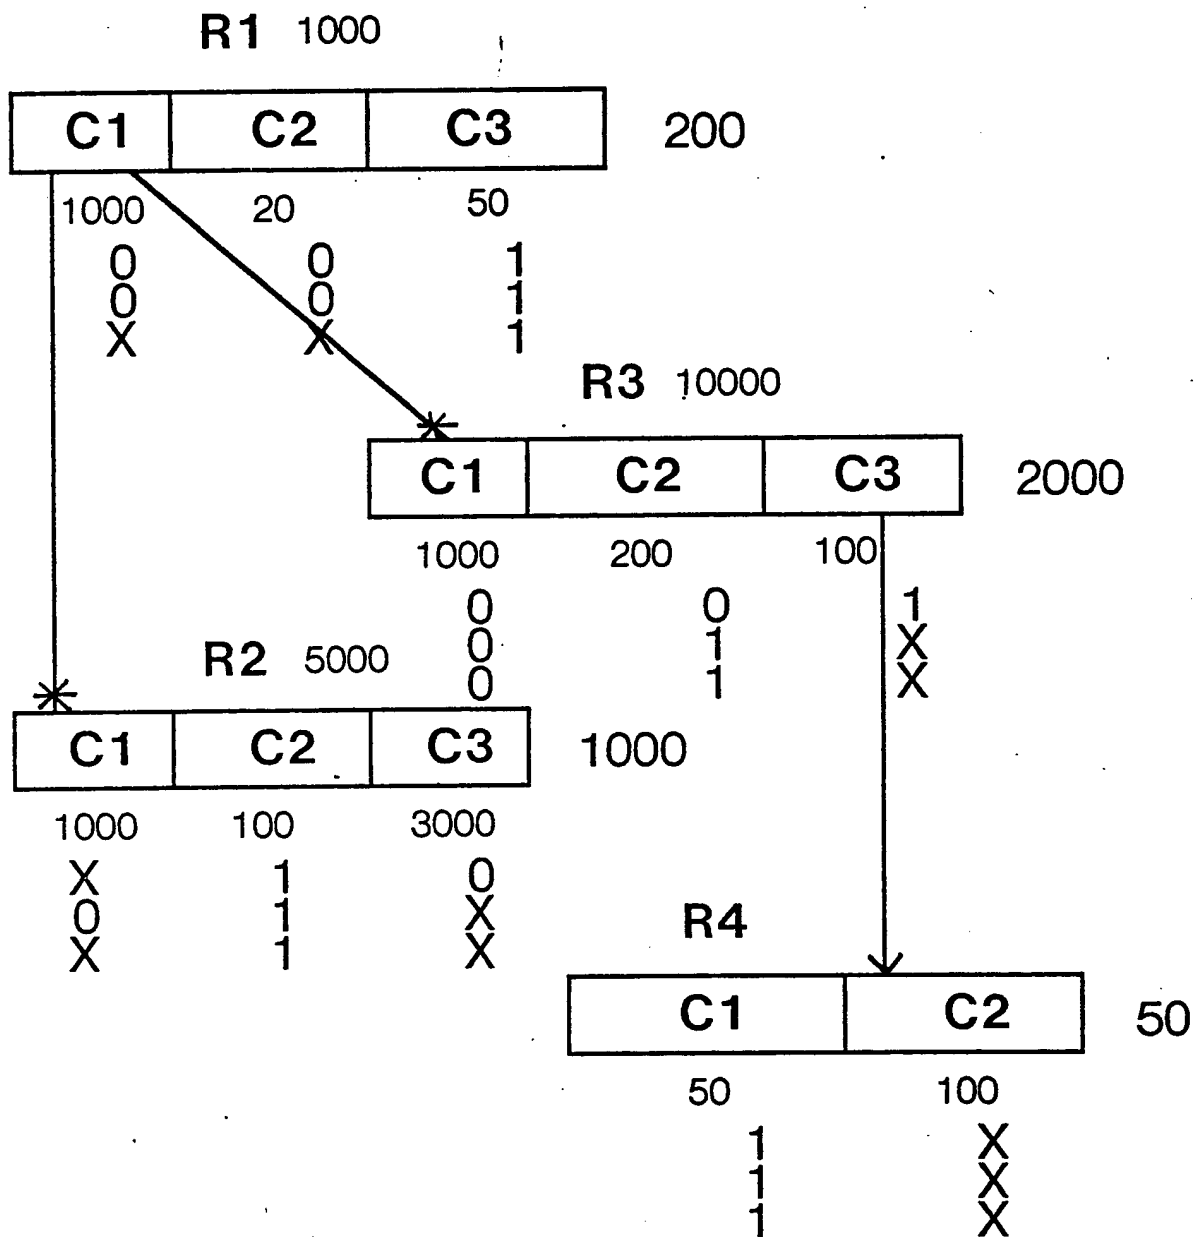 R1 1000
C1 C2 C3 200
1000 20 50
0 0 1
0 0 1
X X 1
R3 10000
C1 C2 C3 2000
1000 200 100
0 0 1
0 1 X
0 1 X
R2 5000
C1 C2 C3 1000
1000 100 3000
X 1 0
0 1 X
X 1 X
R4
C1 C2 50
50 100
1 X
1 X
1 X